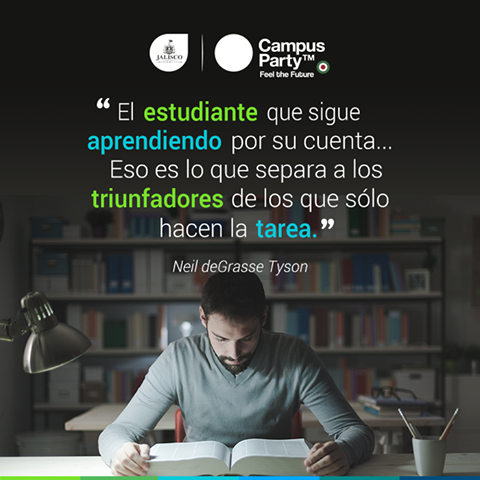 JALISCO
Campus
Party™
Feel the Future
“El estudiante que sigue
aprendiendo por su cuenta...
Eso es lo que separa a los
triunfadores de los que sólo
hacen la tarea.”
Neil deGrasse Tyson